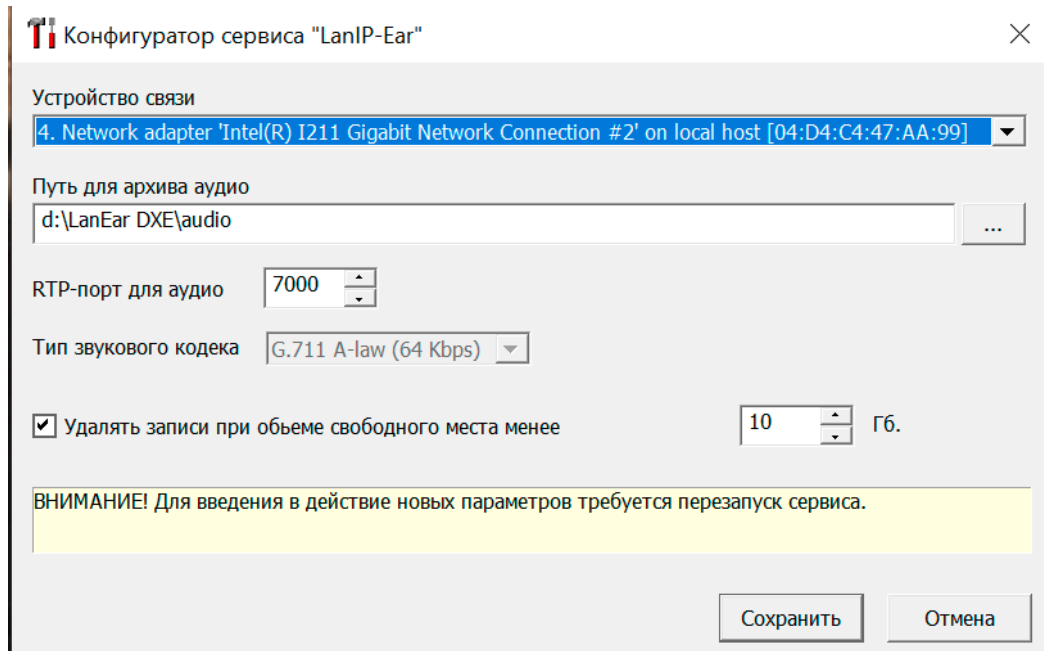 Конфигуратор сервиса "LanIP-Ear"
Устройство связи
4. Network adapter 'Intel(R) I211 Gigabit Network Connection #2' on local host [04:D4:C4:47:AA:99]
Путь для архива аудио
d:\LanEar DXE\audio
...
RTP-порт для аудио 7000
Тип звукового кодека G.711 A-law (64 Kbps)
Удалять записи при обьеме свободного места менее 10 Гб.
ВНИМАНИЕ! Для введения в действие новых параметров требуется перезапуск сервиса.
Сохранить Отмена